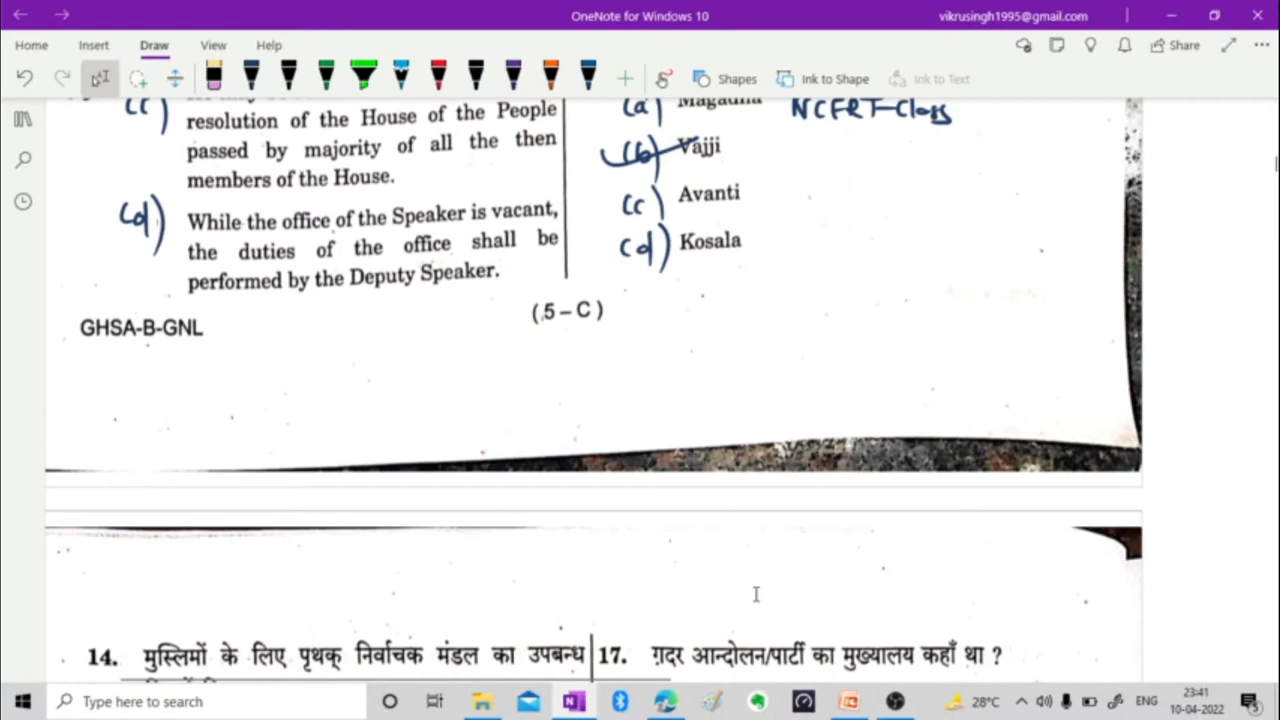 OneNote for Windows 10
vikrusingh1995@gmail.com
Home Insert Draw View Help
Share
Shapes
Ink to Shape
Ink to Text
(c)
resolution of the House of the People
passed by majority of all the then
members of the House.
(d) While the office of the Speaker is vacant,
the duties of the office shall be
performed by the Deputy Speaker.
(a) Magadha NCERT-Class
(b) Vajji
(c) Avanti
(d) Kosala
GHSA-B-GNL
(5 – C)
14. मुस्लिमों के लिए पृथक् निर्वाचक मंडल का उपबन्ध
17. ग़दर आन्दोलन/पार्टी का मुख्यालय कहाँ था ?
Type here to search
28°C
ENG
23:41
10-04-2022